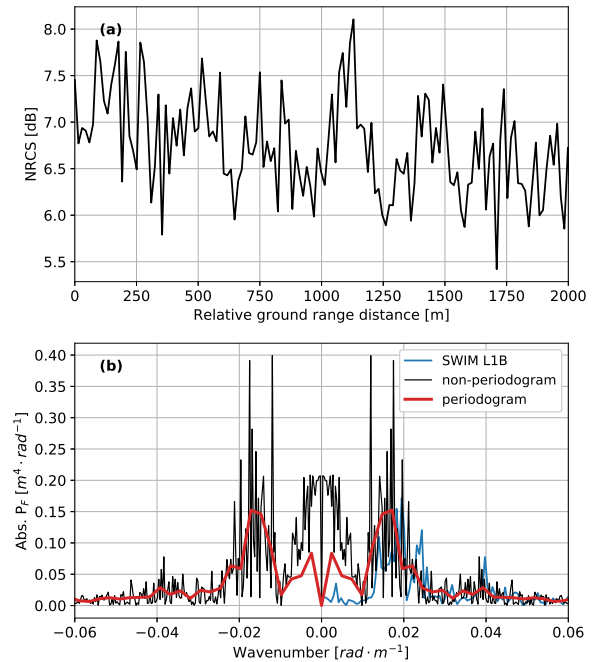 (a)
8.0
7.5
7.0
6.5
6.0
5.5
NRCS [dB]
0 250 500 750 1000 1250 1500 1750 2000
Relative ground range distance [m]
(b)
SWIM L1B
non-periodogram
periodogram
0.40
0.35
0.30
0.25
0.20
0.15
0.10
0.05
0.00
Abs. P_F [m⁴ · rad⁻¹]
−0.06 −0.04 −0.02 0.00 0.02 0.04 0.06
Wavenumber [rad · m⁻¹]